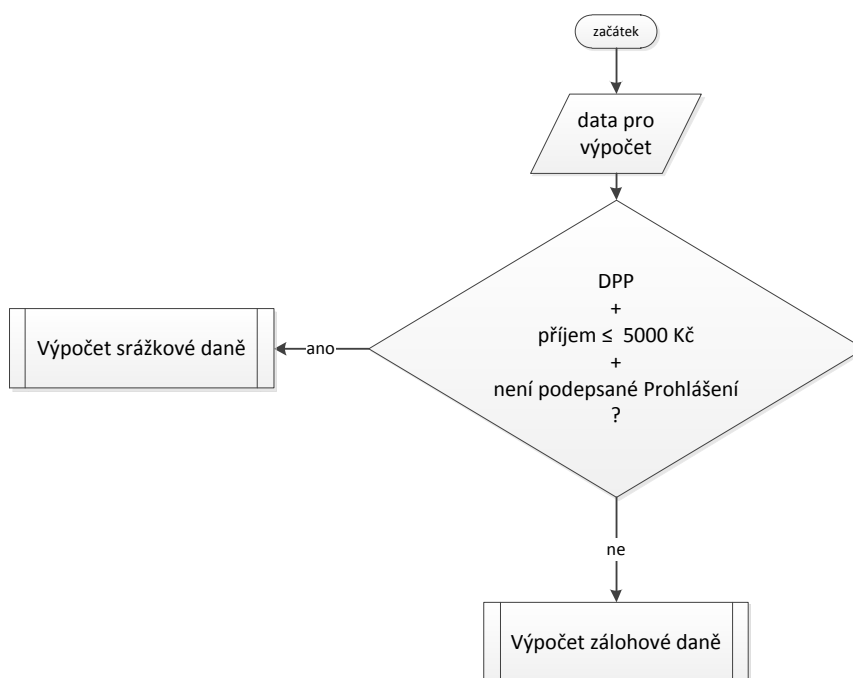 začátek
data pro
výpočet
DPP
+
příjem ≤ 5000 Kč
+
není podepsané Prohlášení
?
ano
Výpočet srážkové daně
ne
Výpočet zálohové daně